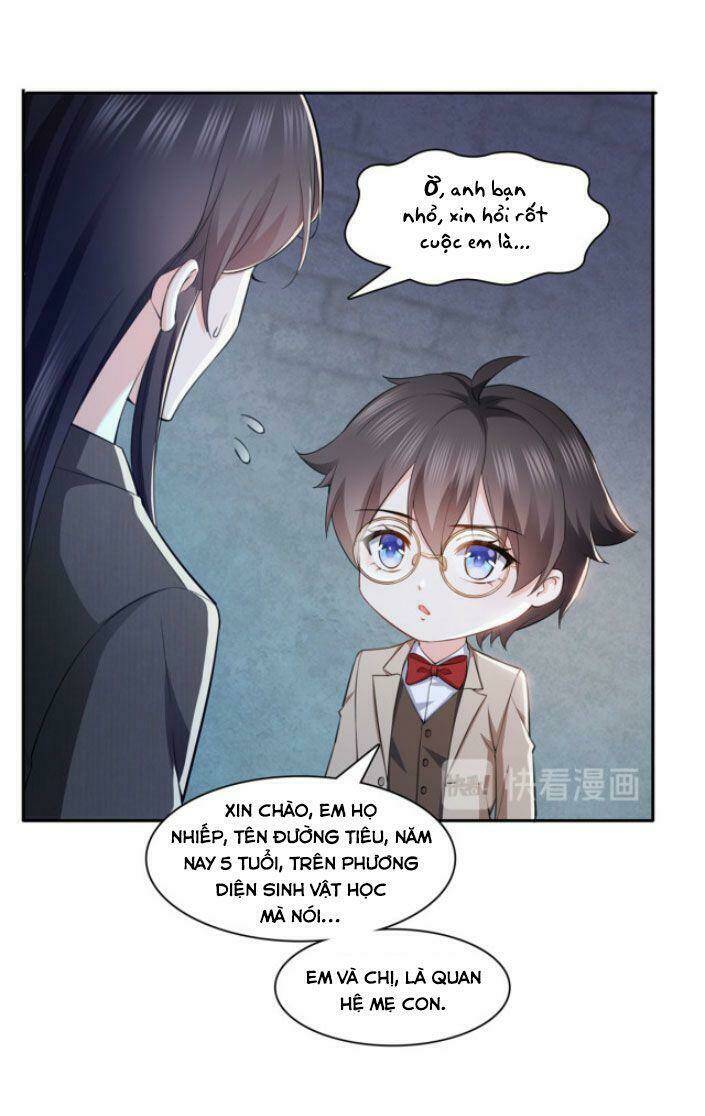 Ờ, anh bạn
nhỏ, xin hỏi rốt
cuộc em là...
快看! 快看漫画
XIN CHÀO, EM HỌ
NHIẾP, TÊN ĐƯỜNG TIÊU, NĂM
NAY 5 TUỔI, TRÊN PHƯƠNG
DIỆN SINH VẬT HỌC
MÀ NÓI...
EM VÀ CHỊ, LÀ QUAN
HỆ MẸ CON.